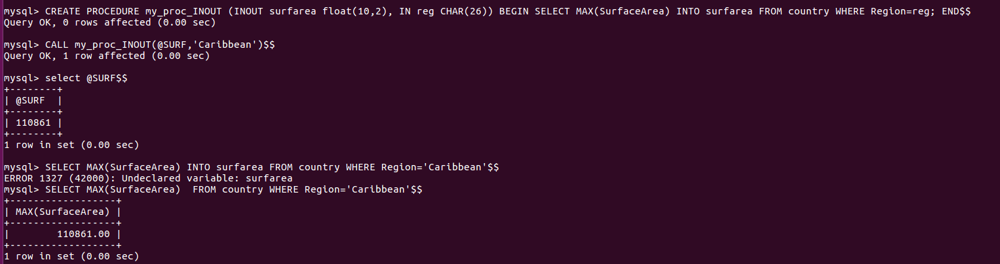 mysql> CREATE PROCEDURE my_proc_INOUT (INOUT surfarea float(10,2), IN reg CHAR(26)) BEGIN SELECT MAX(SurfaceArea) INTO surfarea FROM country WHERE Region=reg; END$$
Query OK, 0 rows affected (0.00 sec)
mysql> CALL my_proc_INOUT(@SURF,'Caribbean')$$
Query OK, 1 row affected (0.00 sec)
mysql> select @SURF$$
+--------+
| @SURF  |
+--------+
| 110861 |
+--------+
1 row in set (0.00 sec)
mysql> SELECT MAX(SurfaceArea) INTO surfarea FROM country WHERE Region='Caribbean'$$
ERROR 1327 (42000): Undeclared variable: surfarea
mysql> SELECT MAX(SurfaceArea)  FROM country WHERE Region='Caribbean'$$
+------------------+
| MAX(SurfaceArea) |
+------------------+
|        110861.00 |
+------------------+
1 row in set (0.00 sec)